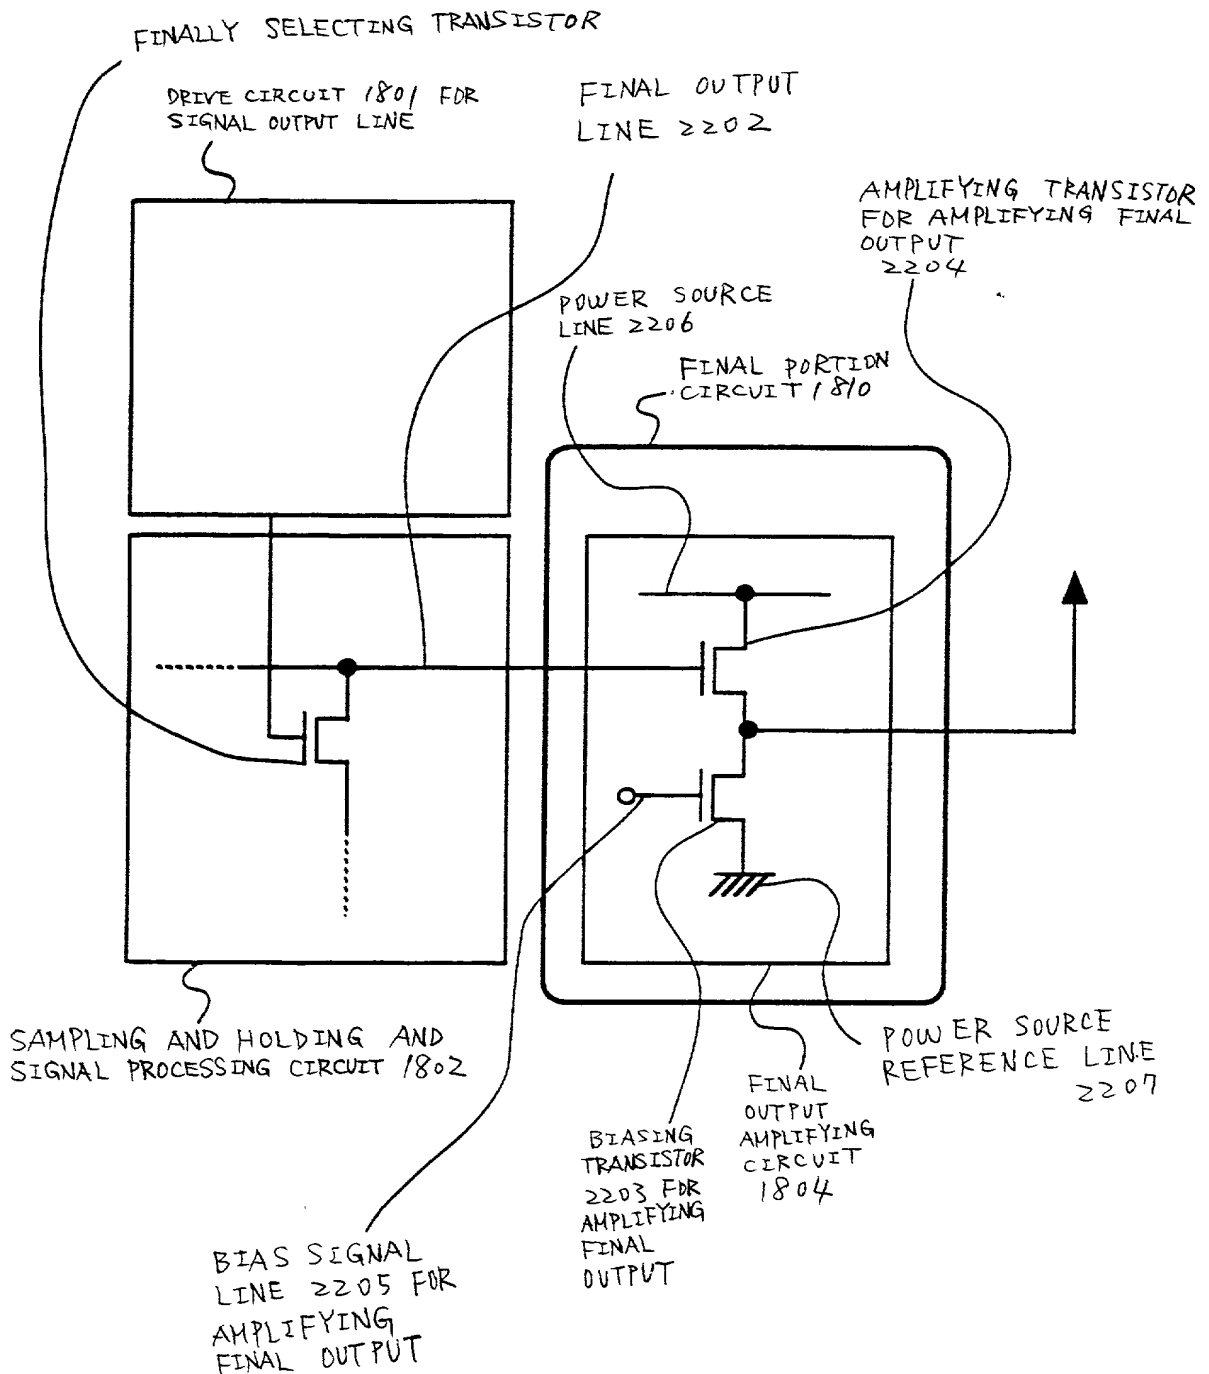 FINALLY SELECTING TRANSISTOR
DRIVE CIRCUIT 1801 FOR
SIGNAL OUTPUT LINE
FINAL OUTPUT
LINE 2202
AMPLIFYING TRANSISTOR
FOR AMPLIFYING FINAL
OUTPUT
2204
POWER SOURCE
LINE 2206
FINAL PORTION
CIRCUIT 1810
SAMPLING AND HOLDING AND
SIGNAL PROCESSING CIRCUIT 1802
POWER SOURCE
REFERENCE LINE
2207
FINAL
OUTPUT
AMPLIFYING
CIRCUIT
1804
BIASING
TRANSISTOR
2203 FOR
AMPLIFYING
FINAL
OUTPUT
BIAS SIGNAL
LINE 2205 FOR
AMPLIFYING
FINAL OUTPUT